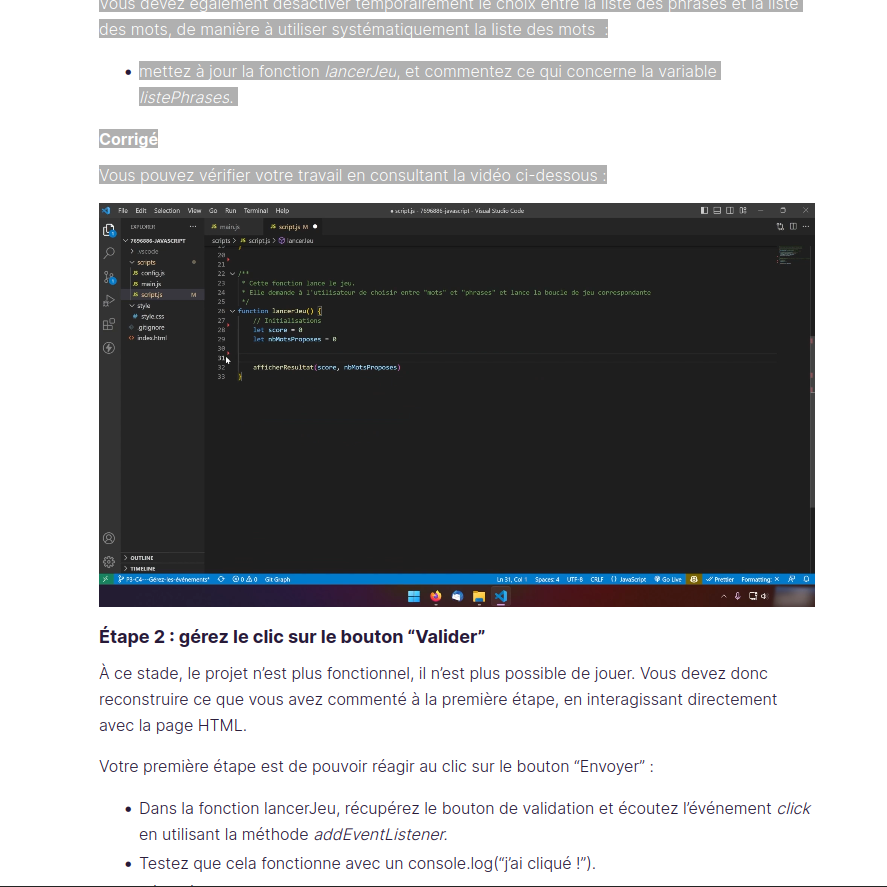 Vous devez également désactiver temporairement le choix entre la liste des phrases et la liste
des mots, de manière à utiliser systématiquement la liste des mots :
• mettez à jour la fonction lancerJeu, et commentez ce qui concerne la variable
listePhrases.
Corrigé
Vous pouvez vérifier votre travail en consultant la vidéo ci-dessous :
File Edit Selection View Go Run Terminal Help
● script.js - 7696886-javascript - Visual Studio Code
EXPLORER ···
JS main.js
JS script.js M ●
7696886-JAVASCRIPT
scripts > JS script.js > lancerJeu
> .vscode
scripts
JS config.js
JS main.js
JS script.js M
style
# style.css
.gitignore
<> index.html
19 }
20
21
22 /**
23 * Cette fonction lance le jeu.
24 * Elle demande à l'utilisateur de choisir entre "mots" et "phrases" et lance la boucle de jeu correspondante
25 */
26 function lancerJeu() {
27 // Initialisations
28 let score = 0
29 let nbMotsProposes = 0
30
31
32 afficherResultat(score, nbMotsProposes)
33 }
> OUTLINE
> TIMELINE
P3-C4---Gerez-les-événements* 0 0 Git Graph
Ln 31, Col 1 Spaces: 4 UTF-8 CRLF {} JavaScript Go Live Prettier Formatting: ×
Étape 2 : gérez le clic sur le bouton “Valider”
À ce stade, le projet n’est plus fonctionnel, il n’est plus possible de jouer. Vous devez donc
reconstruire ce que vous avez commenté à la première étape, en interagissant directement
avec la page HTML.
Votre première étape est de pouvoir réagir au clic sur le bouton “Envoyer” :
• Dans la fonction lancerJeu, récupérez le bouton de validation et écoutez l’événement click
en utilisant la méthode addEventListener.
• Testez que cela fonctionne avec un console.log(“j’ai cliqué !”).